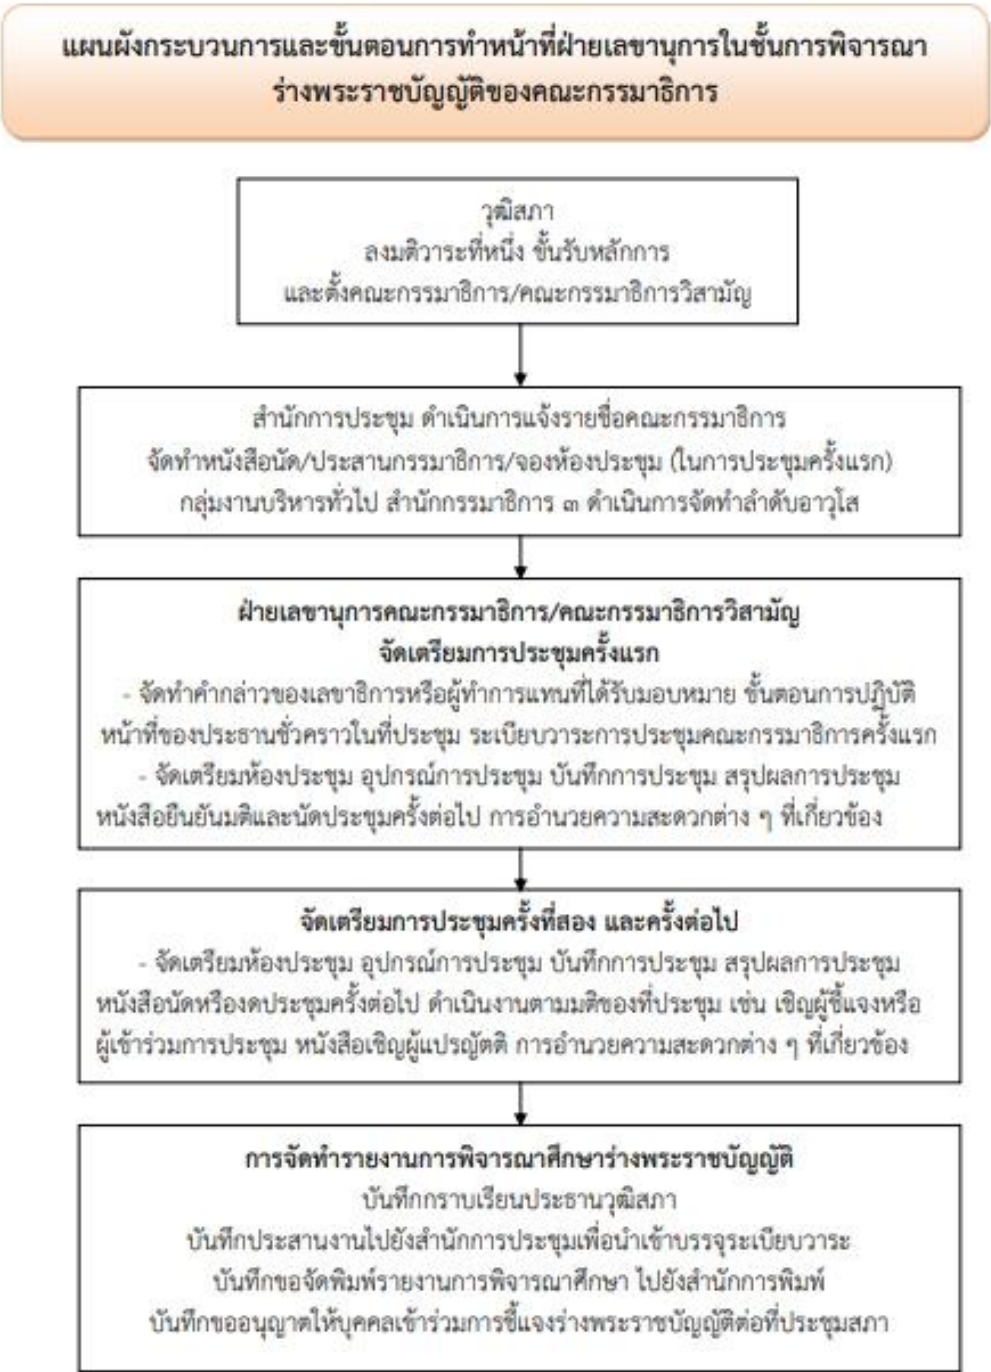 แผนผังกระบวนการและขั้นตอนการทำหน้าที่ฝ่ายเลขานุการในชั้นการพิจารณา
ร่างพระราชบัญญัติของคณะกรรมาธิการ
วุฒิสภา
ลงมติวาระที่หนึ่ง ขั้นรับหลักการ
และตั้งคณะกรรมาธิการ/คณะกรรมาธิการวิสามัญ
สำนักการประชุม ดำเนินการแจ้งรายชื่อคณะกรรมาธิการ
จัดทำหนังสือนัด/ประสานกรรมาธิการ/จองห้องประชุม (ในการประชุมครั้งแรก)
กลุ่มงานบริหารทั่วไป สำนักกรรมาธิการ ๓ ดำเนินการจัดทำลำดับอาวุโส
ฝ่ายเลขานุการคณะกรรมาธิการ/คณะกรรมาธิการวิสามัญ
จัดเตรียมการประชุมครั้งแรก
- จัดทำคำกล่าวของเลขาธิการหรือผู้ทำการแทนที่ได้รับมอบหมาย ขั้นตอนการปฏิบัติ
หน้าที่ของประธานชั่วคราวในที่ประชุม ระเบียบวาระการประชุมคณะกรรมาธิการครั้งแรก
- จัดเตรียมห้องประชุม อุปกรณ์การประชุม บันทึกการประชุม สรุปผลการประชุม
หนังสือยืนยันมติและนัดประชุมครั้งต่อไป การอำนวยความสะดวกต่าง ๆ ที่เกี่ยวข้อง
จัดเตรียมการประชุมครั้งที่สอง และครั้งต่อไป
- จัดเตรียมห้องประชุม อุปกรณ์การประชุม บันทึกการประชุม สรุปผลการประชุม
หนังสือนัดหรืองดประชุมครั้งต่อไป ดำเนินงานตามมติของที่ประชุม เช่น เชิญผู้ชี้แจงหรือ
ผู้เข้าร่วมการประชุม หนังสือเชิญผู้แปรญัตติ การอำนวยความสะดวกต่าง ๆ ที่เกี่ยวข้อง
การจัดทำรายงานการพิจารณาศึกษาร่างพระราชบัญญัติ
บันทึกกราบเรียนประธานวุฒิสภา
บันทึกประสานงานไปยังสำนักการประชุมเพื่อนำเข้าบรรจุระเบียบวาระ
บันทึกขอจัดพิมพ์รายงานการพิจารณาศึกษา ไปยังสำนักการพิมพ์
บันทึกขออนุญาตให้บุคคลเข้าร่วมการชี้แจงร่างพระราชบัญญัติต่อที่ประชุมสภา